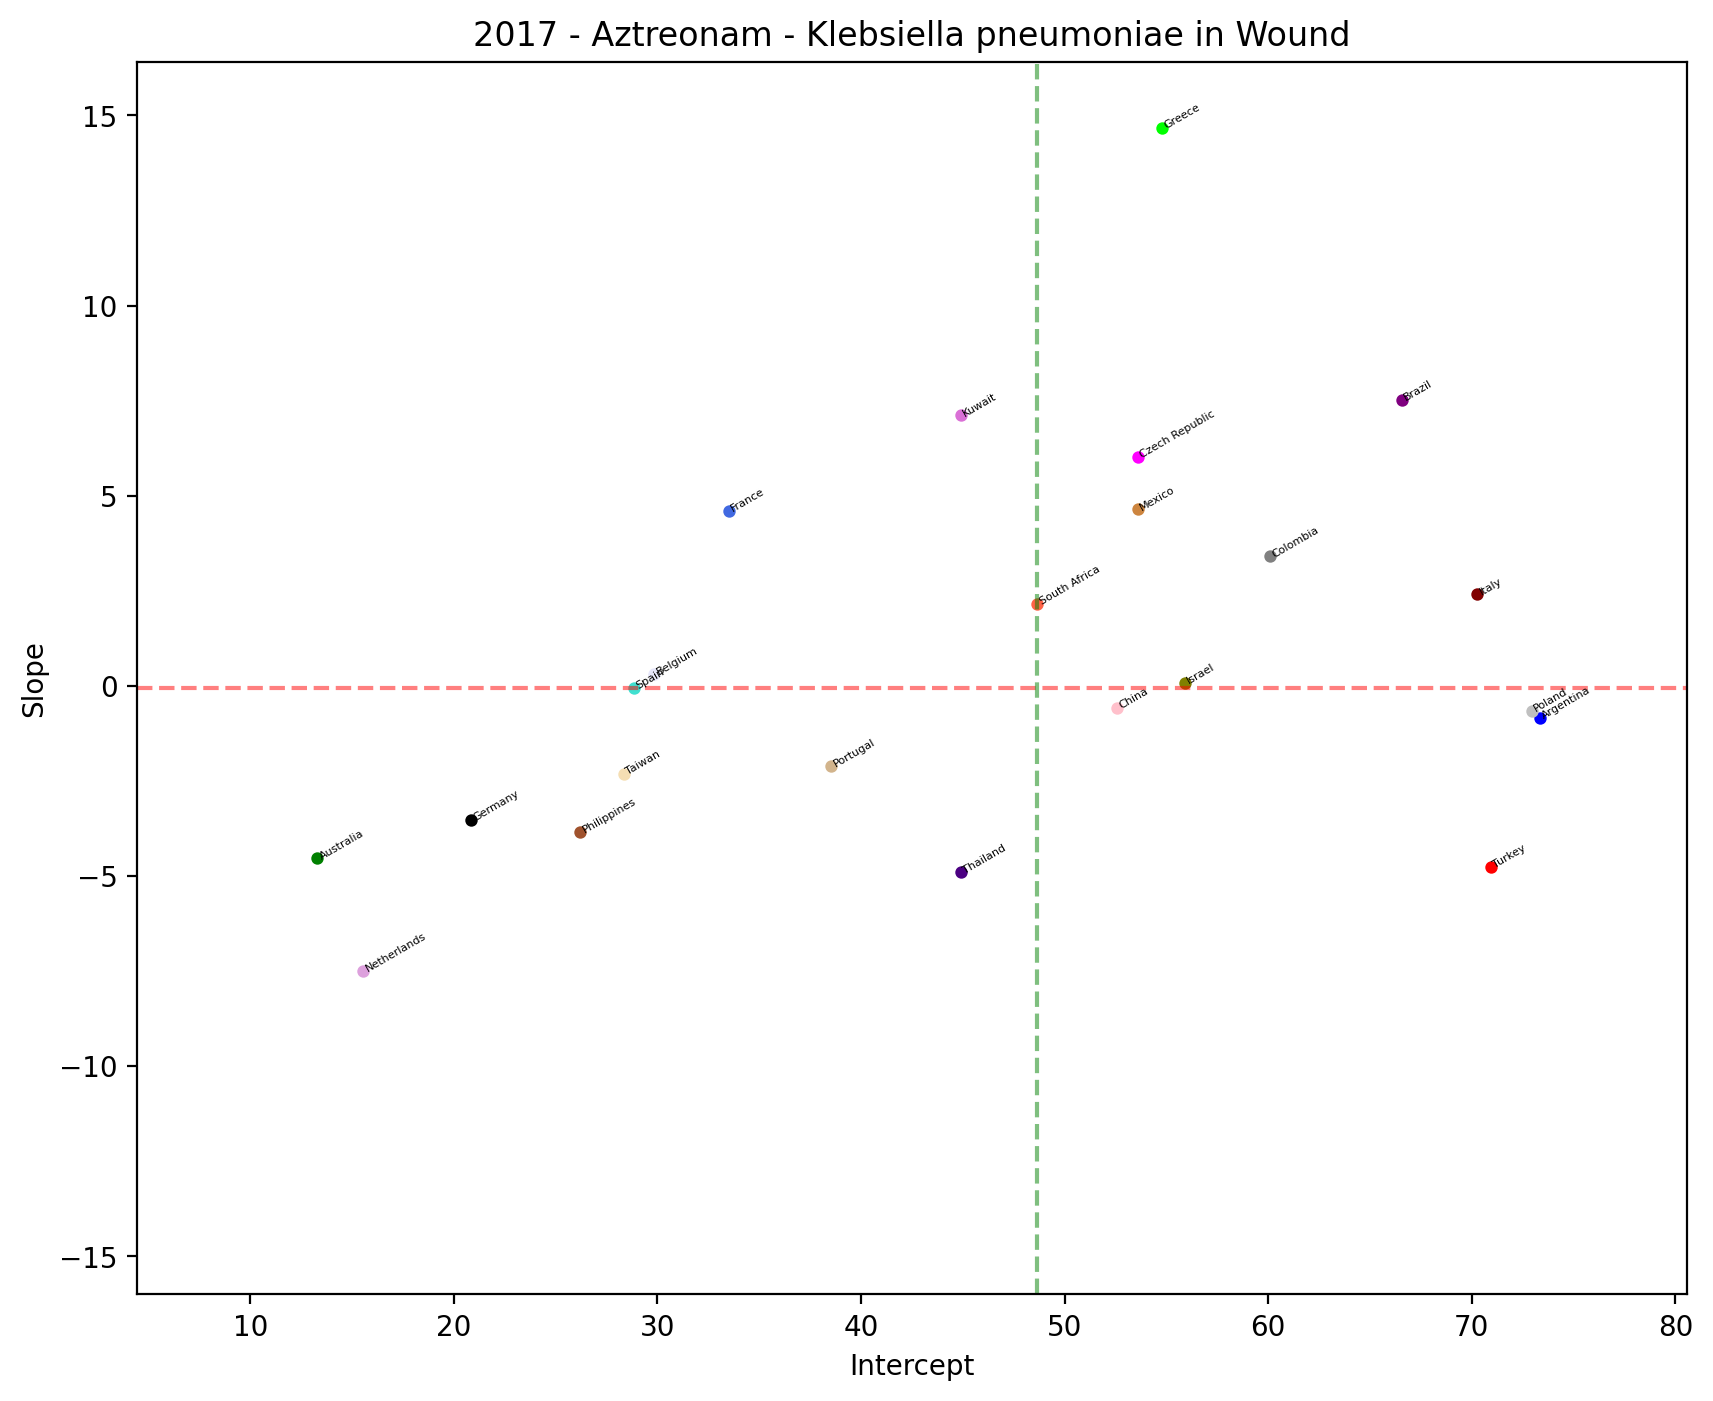 2017 - Aztreonam - Klebsiella pneumoniae in Wound
15
Greece
10
Brazil
Kuwait
Czech Republic
5
France
Mexico
Colombia
South Africa
Italy
Slope
Belgium
Spain
0
Israel
China
Poland
Argentina
Taiwan
Portugal
Germany
Philippines
Australia
−5
Thailand
Turkey
Netherlands
−10
−15
10 20 30 40 50 60 70 80
Intercept